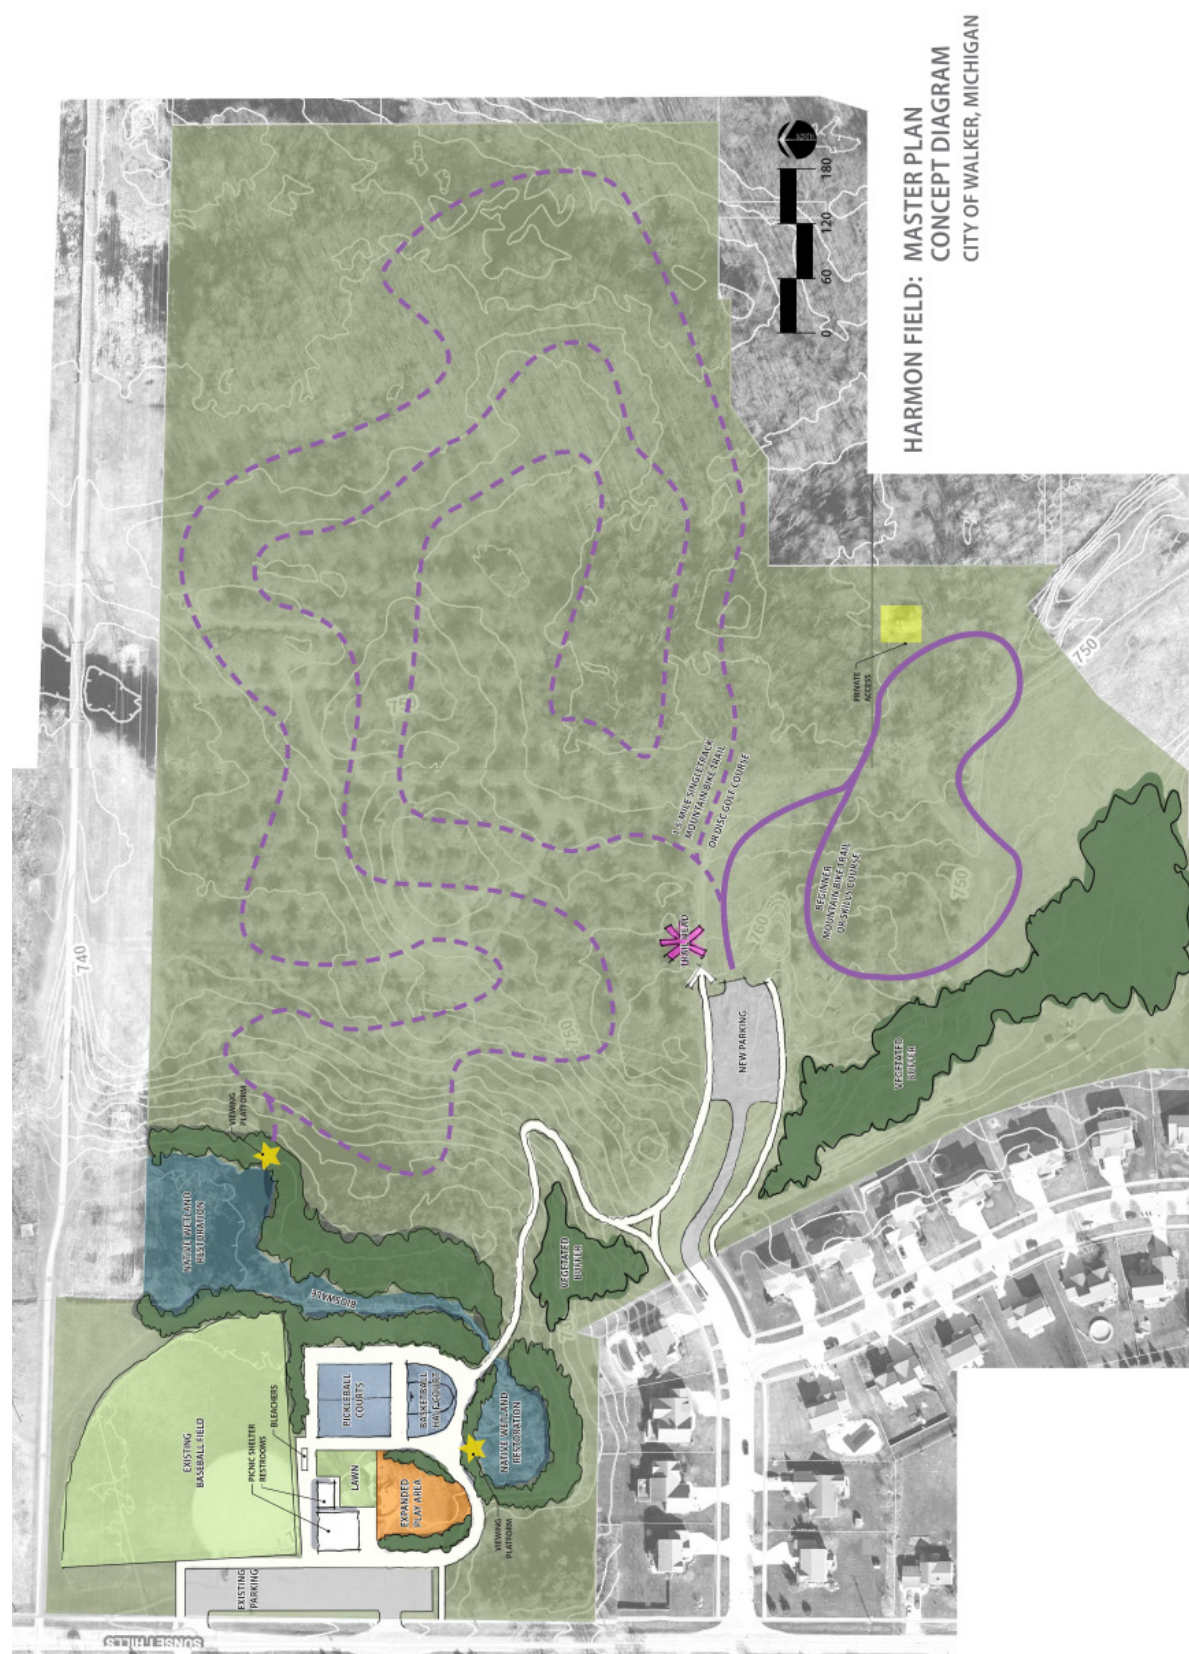 HARMON FIELD: MASTER PLAN
CONCEPT DIAGRAM
CITY OF WALKER, MICHIGAN
0 60 120 180
740
750
750
750
750
760
1.5 MILE SINGLETRACK
MOUNTAIN BIKE TRAIL
OR DISC GOLF COURSE
PRIVATE
ACCESS
BEGINNER
MOUNTAIN BIKE TRAIL
OR SKILLS COURSE
TRAILHEAD
NEW PARKING
VEGETATED
BUFFER
VIEWING
PLATFORM
NATIVE WETLAND
RESTORATION
BIOSWALE
VEGETATED
BUFFER
EXISTING
BASEBALL FIELD
PICNIC SHELTER
RESTROOMS
BLEACHERS
PICKLEBALL
COURTS
BASKETBALL
HALF-COURT
LAWN
EXPANDED
PLAY AREA
NATIVE WETLAND
RESTORATION
VIEWING
PLATFORM
EXISTING
PARKING
SUNSET HILLS